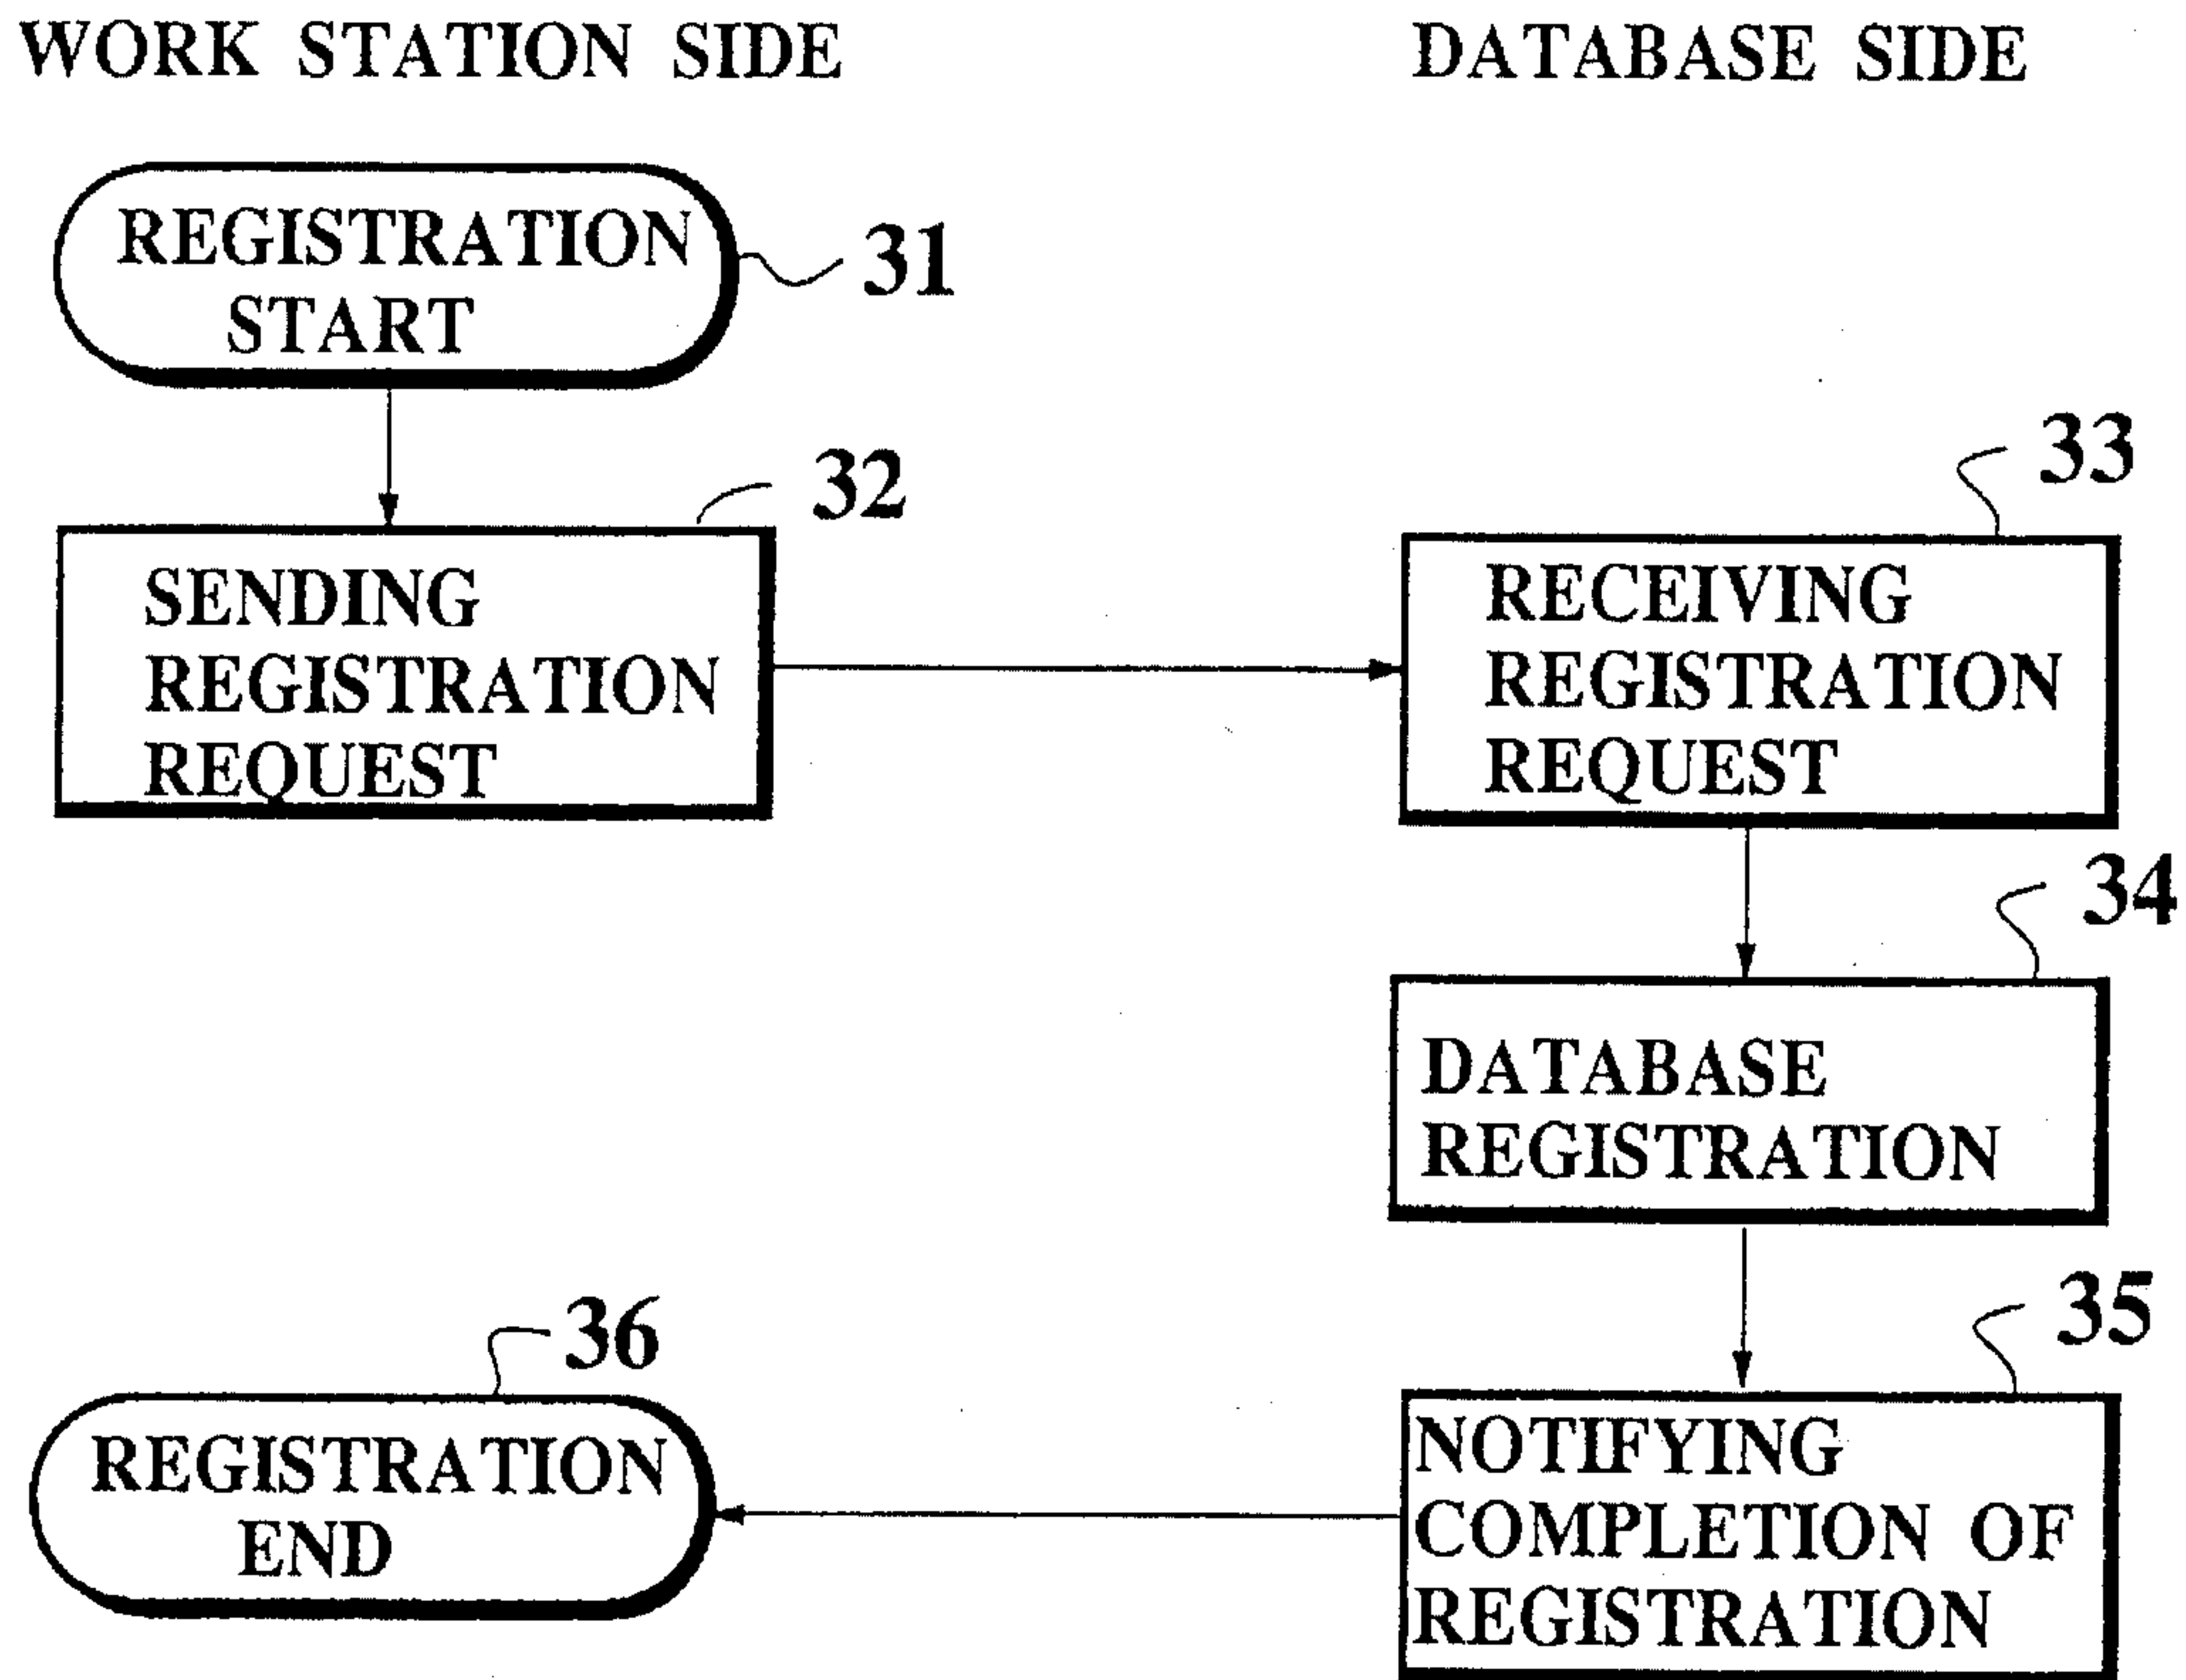 WORK STATION SIDE
DATABASE SIDE
REGISTRATION
START
31
32
SENDING
REGISTRATION
REQUEST
33
RECEIVING
REGISTRATION
REQUEST
34
DATABASE
REGISTRATION
35
NOTIFYING
COMPLETION OF
REGISTRATION
36
REGISTRATION
END